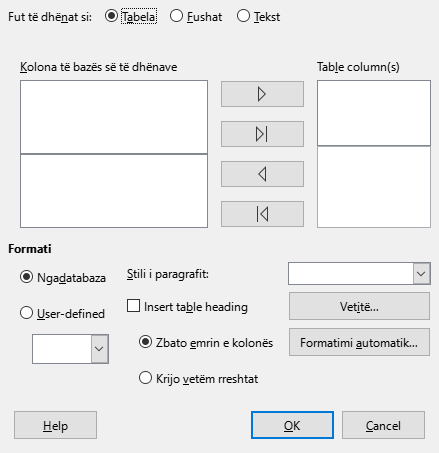 Fut të dhënat si: Tabela Fushat Tekst
Kolona të bazës së të dhënave Table column(s)
Formati
Ngadatabaza Stili i paragrafit:
Insert table heading Vetitë...
User-defined
Zbato emrin e kolonës Formatimi automatik...
Krijo vetëm rreshtat
Help OK Cancel